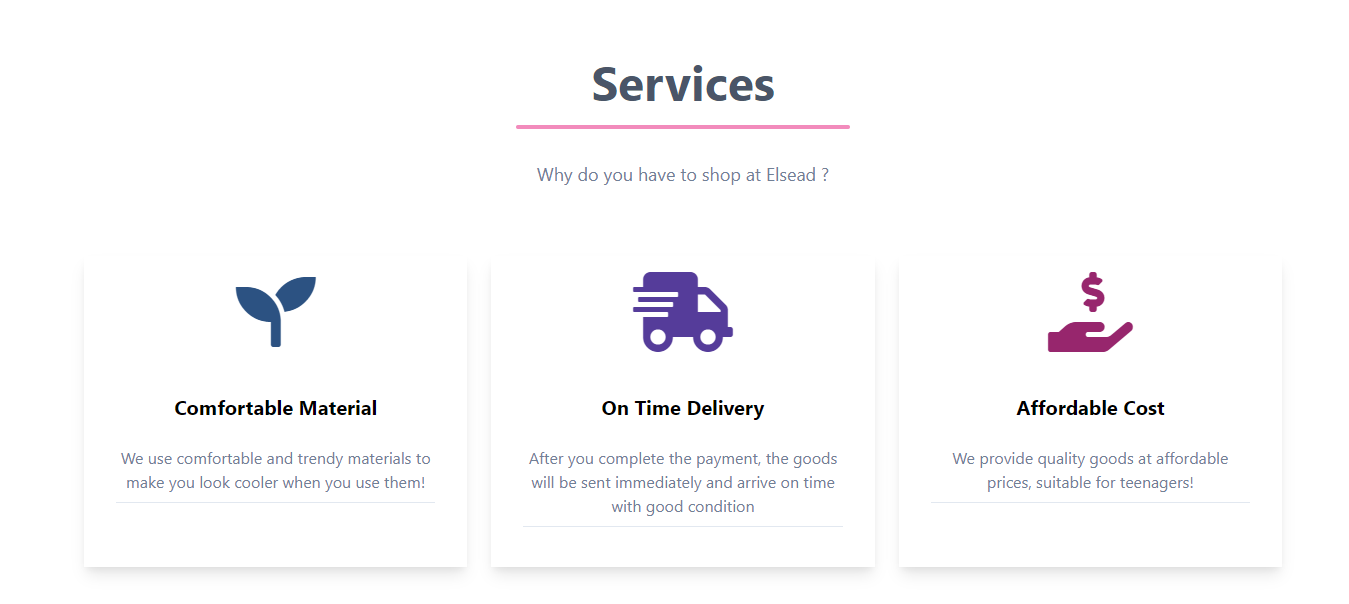 Services
Why do you have to shop at Elsead ?
Comfortable Material
We use comfortable and trendy materials to
make you look cooler when you use them!
On Time Delivery
After you complete the payment, the goods
will be sent immediately and arrive on time
with good condition
$
Affordable Cost
We provide quality goods at affordable
prices, suitable for teenagers!